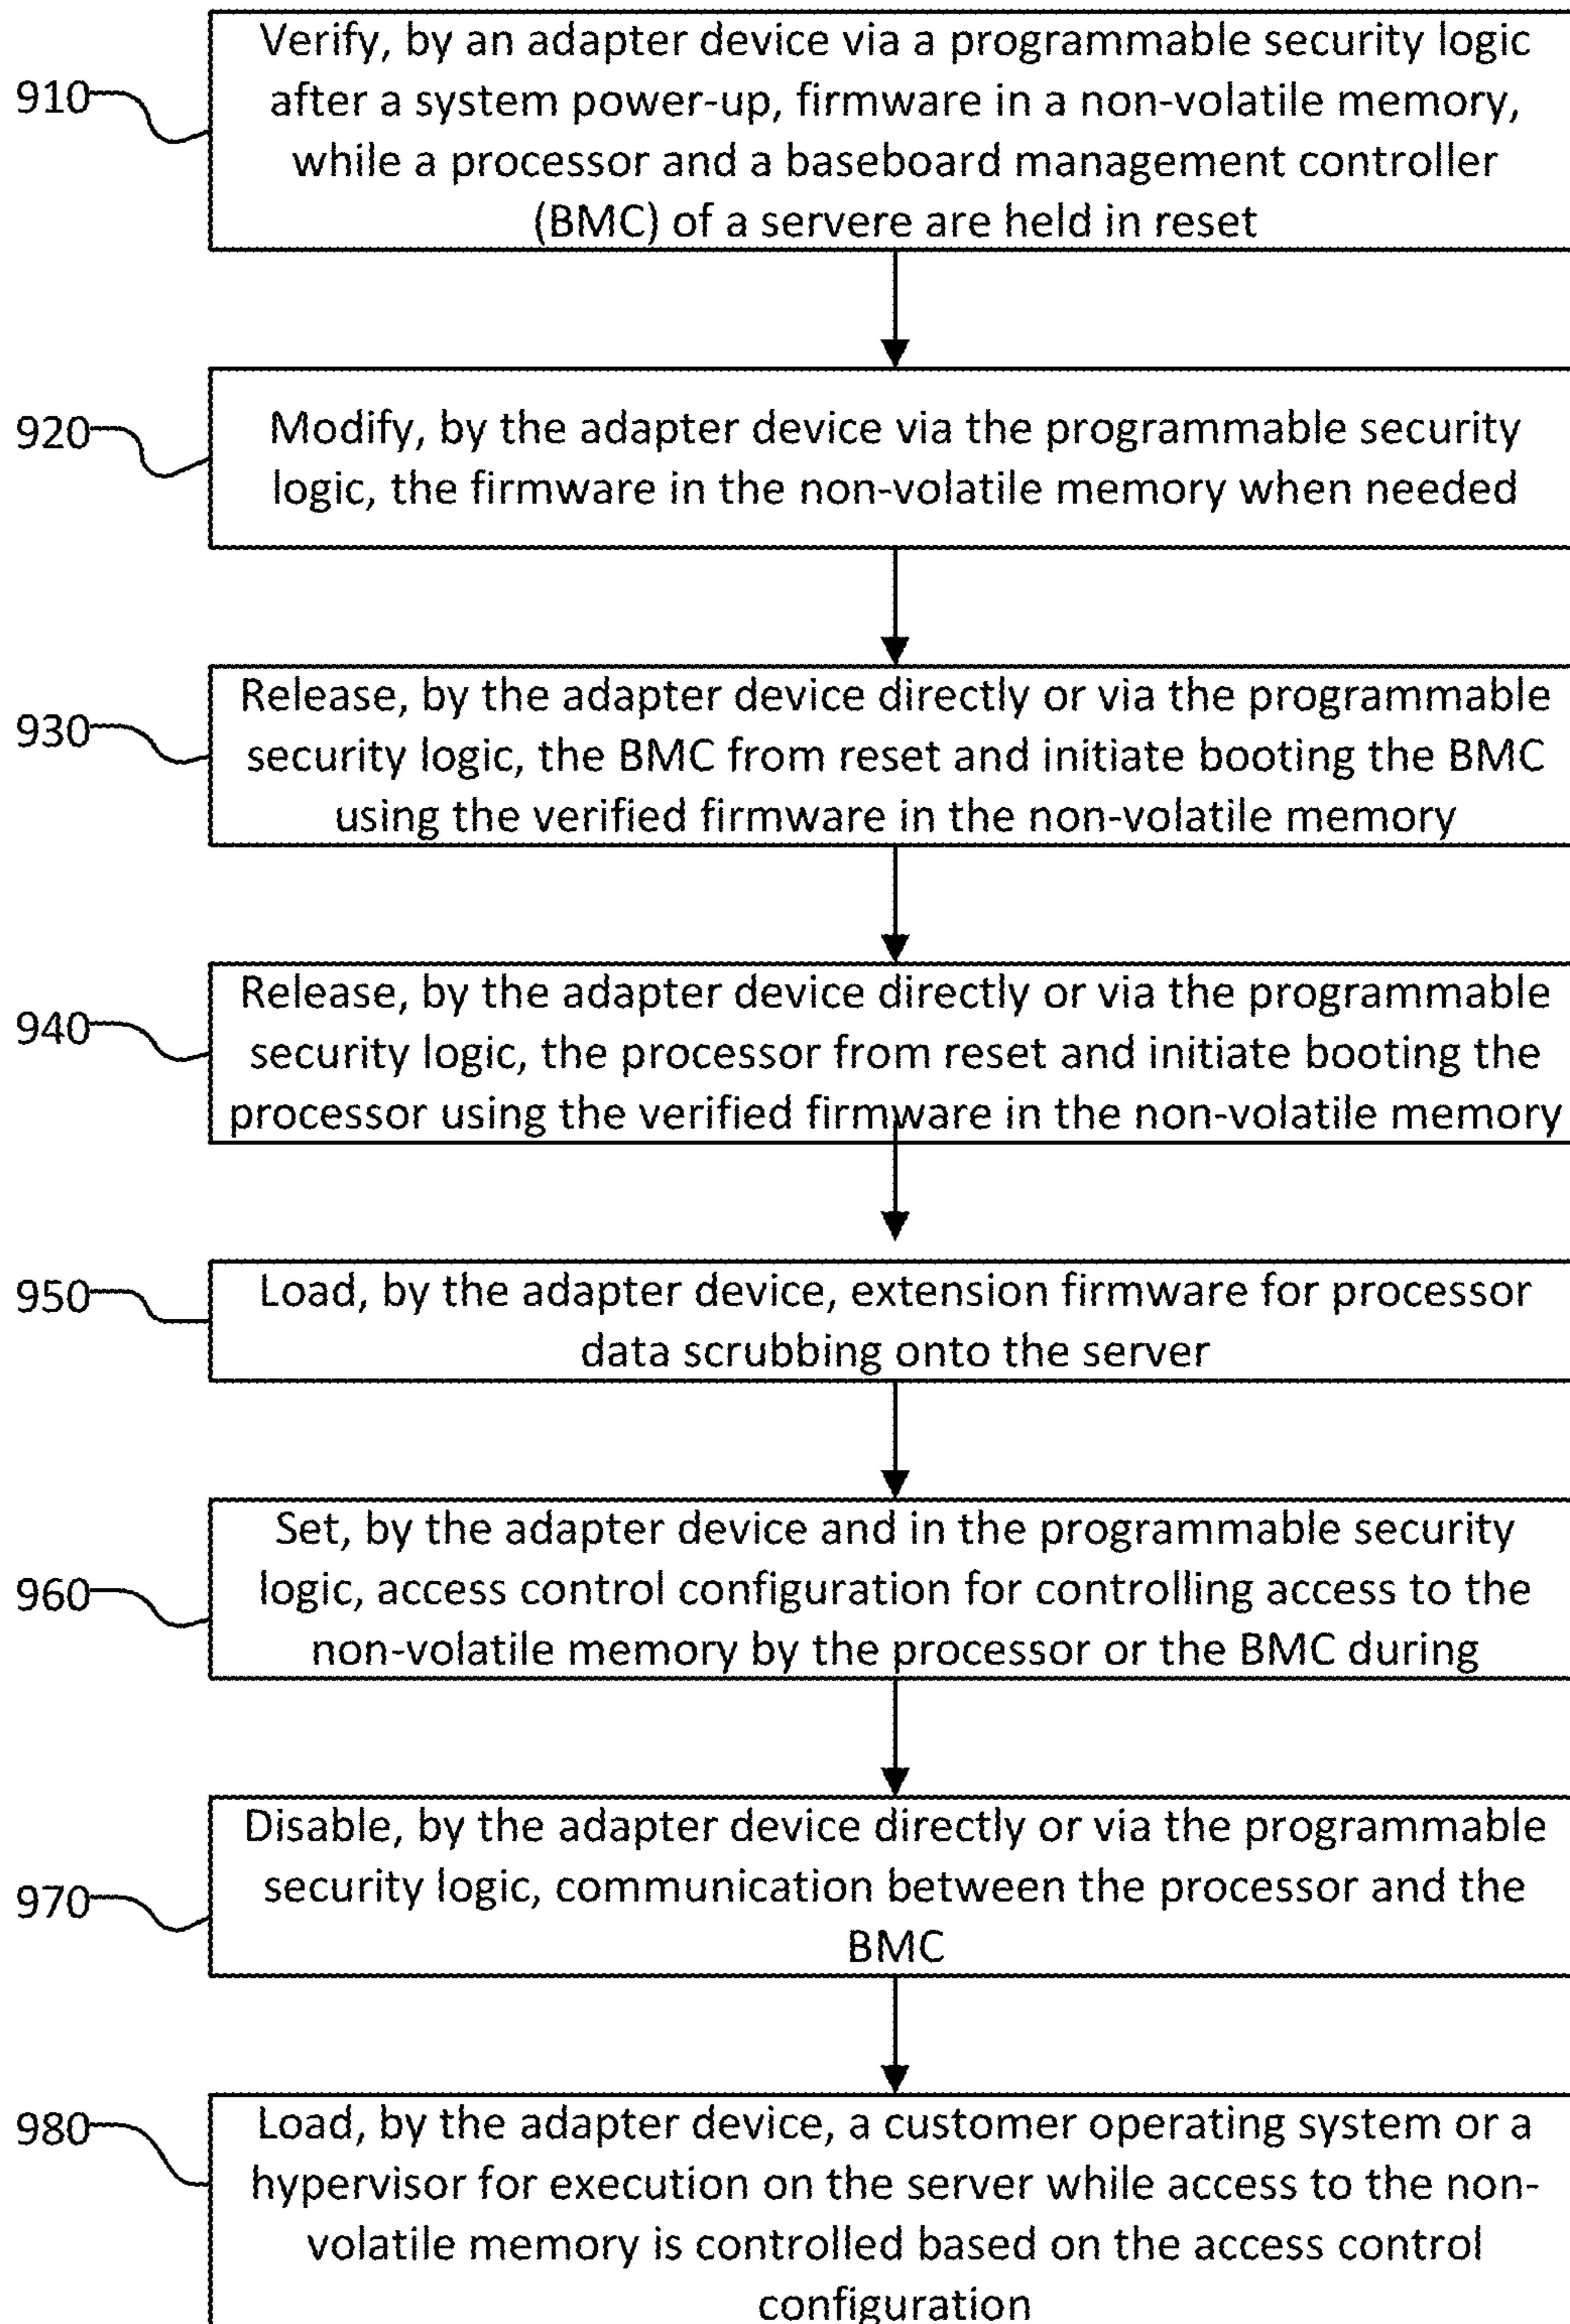 910
Verify, by an adapter device via a programmable security logic
after a system power-up, firmware in a non-volatile memory,
while a processor and a baseboard management controller
(BMC) of a servere are held in reset
920
Modify, by the adapter device via the programmable security
logic, the firmware in the non-volatile memory when needed
930
Release, by the adapter device directly or via the programmable
security logic, the BMC from reset and initiate booting the BMC
using the verified firmware in the non-volatile memory
940
Release, by the adapter device directly or via the programmable
security logic, the processor from reset and initiate booting the
processor using the verified firmware in the non-volatile memory
950
Load, by the adapter device, extension firmware for processor
data scrubbing onto the server
960
Set, by the adapter device and in the programmable security
logic, access control configuration for controlling access to the
non-volatile memory by the processor or the BMC during
970
Disable, by the adapter device directly or via the programmable
security logic, communication between the processor and the
BMC
980
Load, by the adapter device, a customer operating system or a
hypervisor for execution on the server while access to the non-
volatile memory is controlled based on the access control
configuration